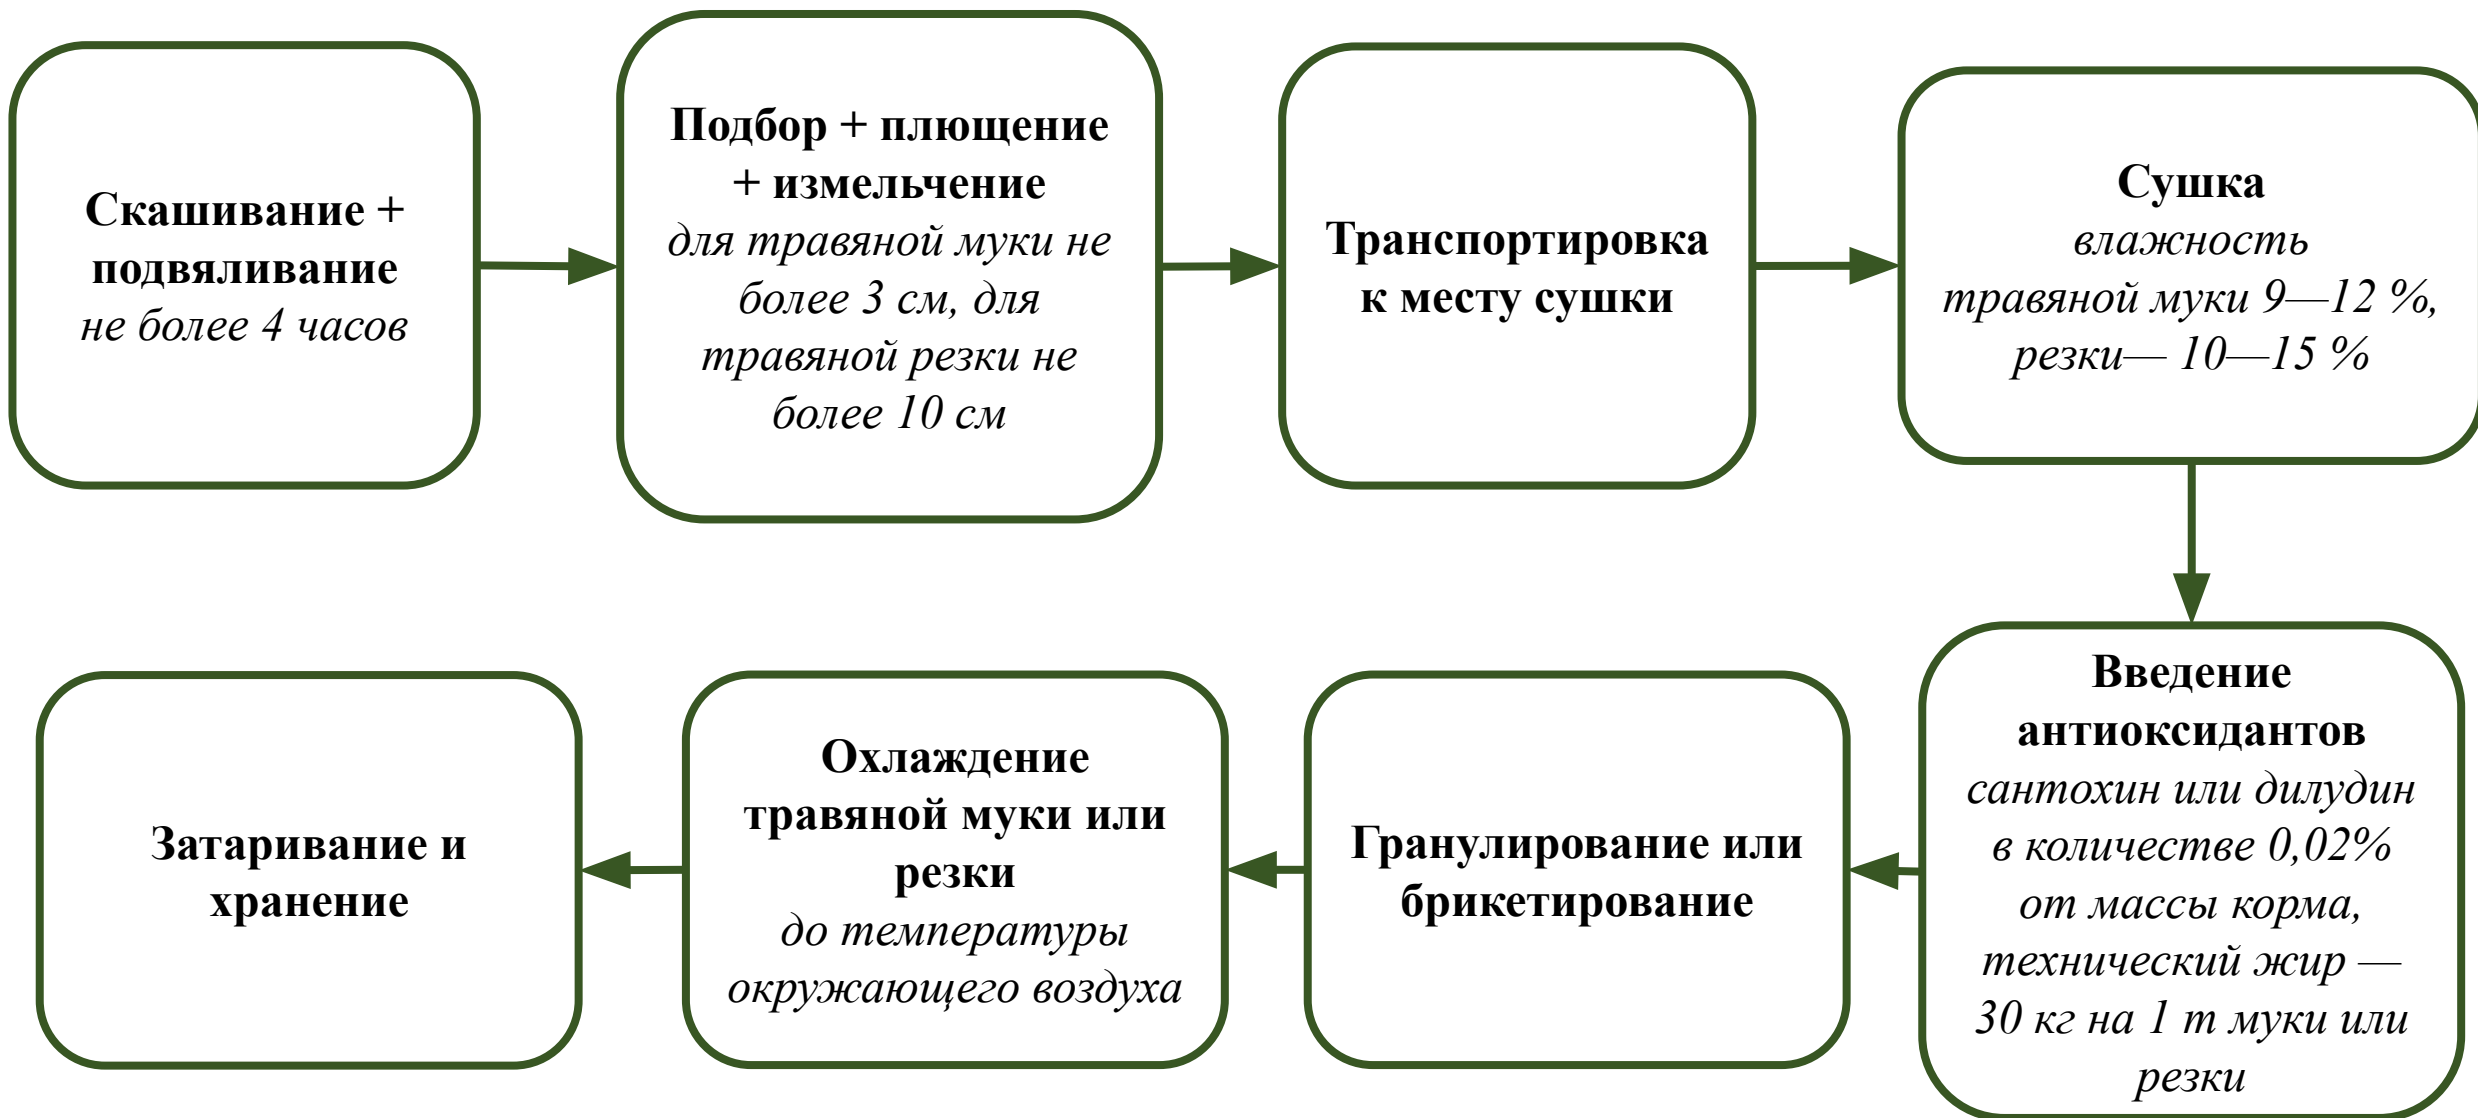 Скашивание +
подвяливание
не более 4 часов
Подбор + плющение
+ измельчение
для травяной муки не
более 3 см, для
травяной резки не
более 10 см
Транспортировка
к месту сушки
Сушка
влажность
травяной муки 9—12 %,
резки— 10—15 %
Введение
антиоксидантов
сантохин или дилудин
в количестве 0,02%
от массы корма,
технический жир —
30 кг на 1 т муки или
резки
Гранулирование или
брикетирование
Охлаждение
травяной муки или
резки
до температуры
окружающего воздуха
Затаривание и
хранение